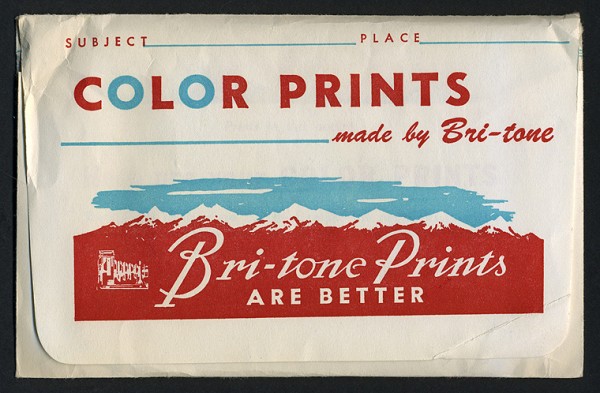 SUBJECT PLACE
COLOR PRINTS
made by Bri-tone
Bri-tone Prints
ARE BETTER